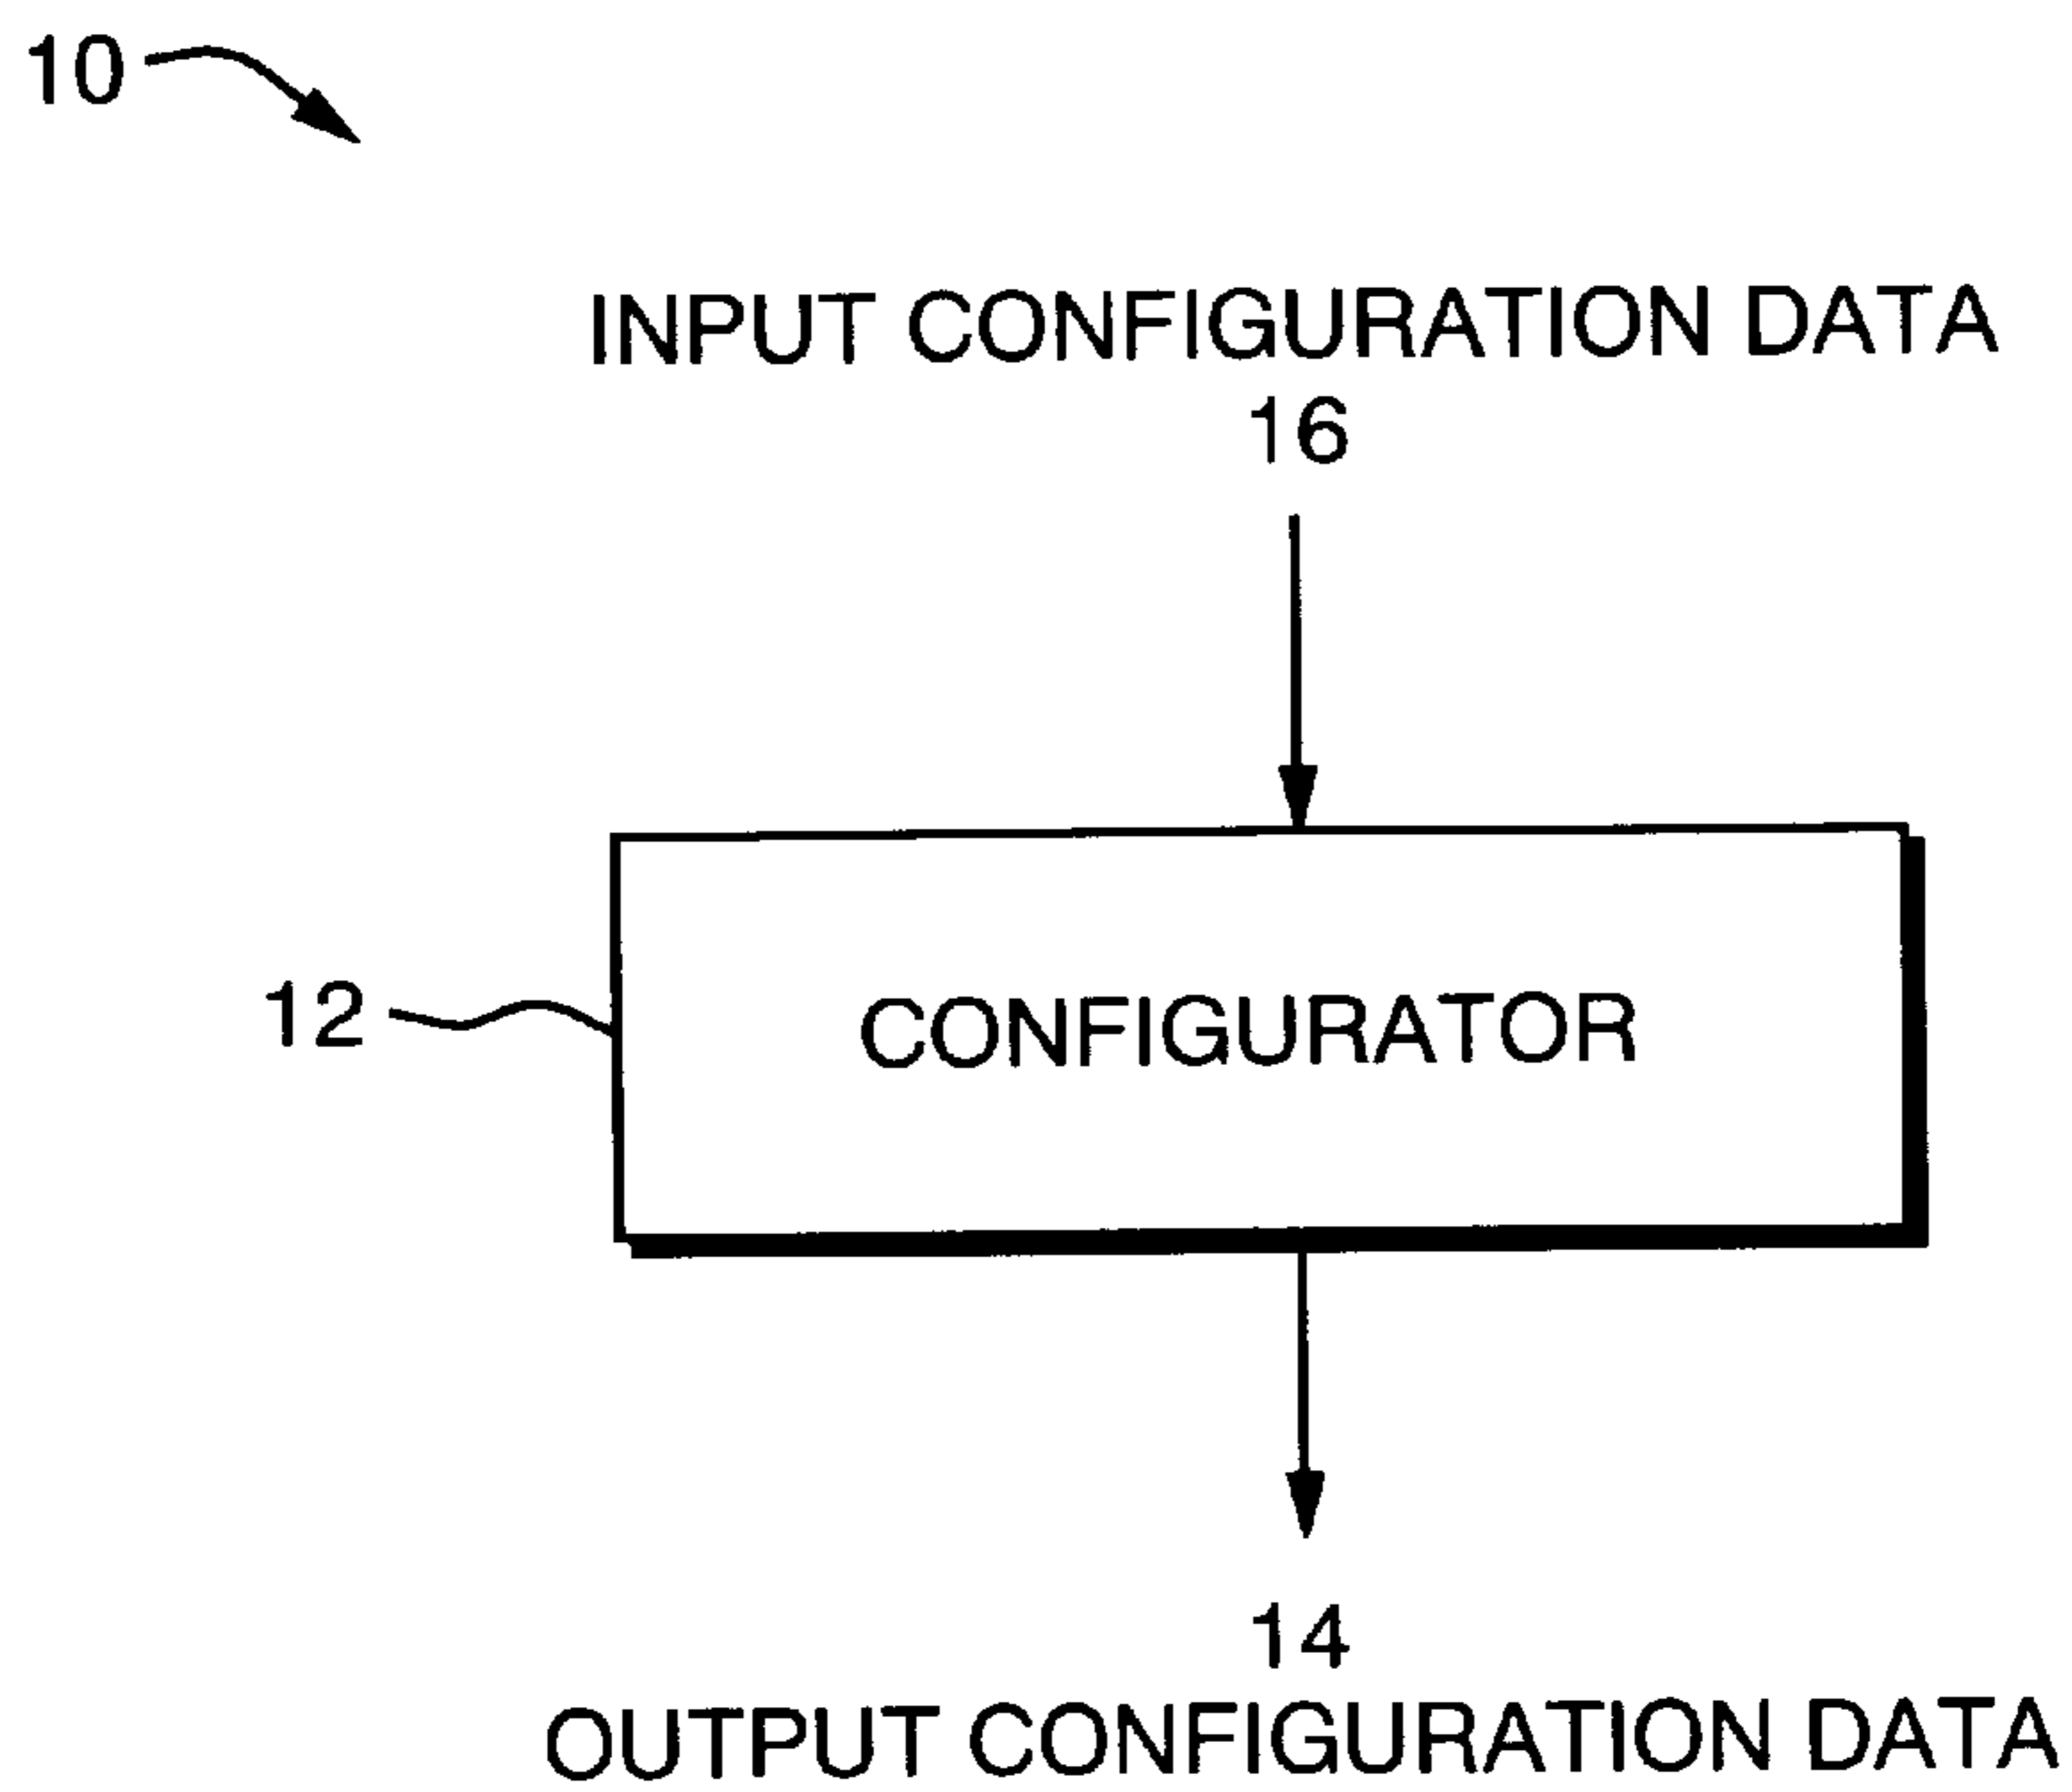 10
INPUT CONFIGURATION DATA
16
12
CONFIGURATOR
14
OUTPUT CONFIGURATION DATA